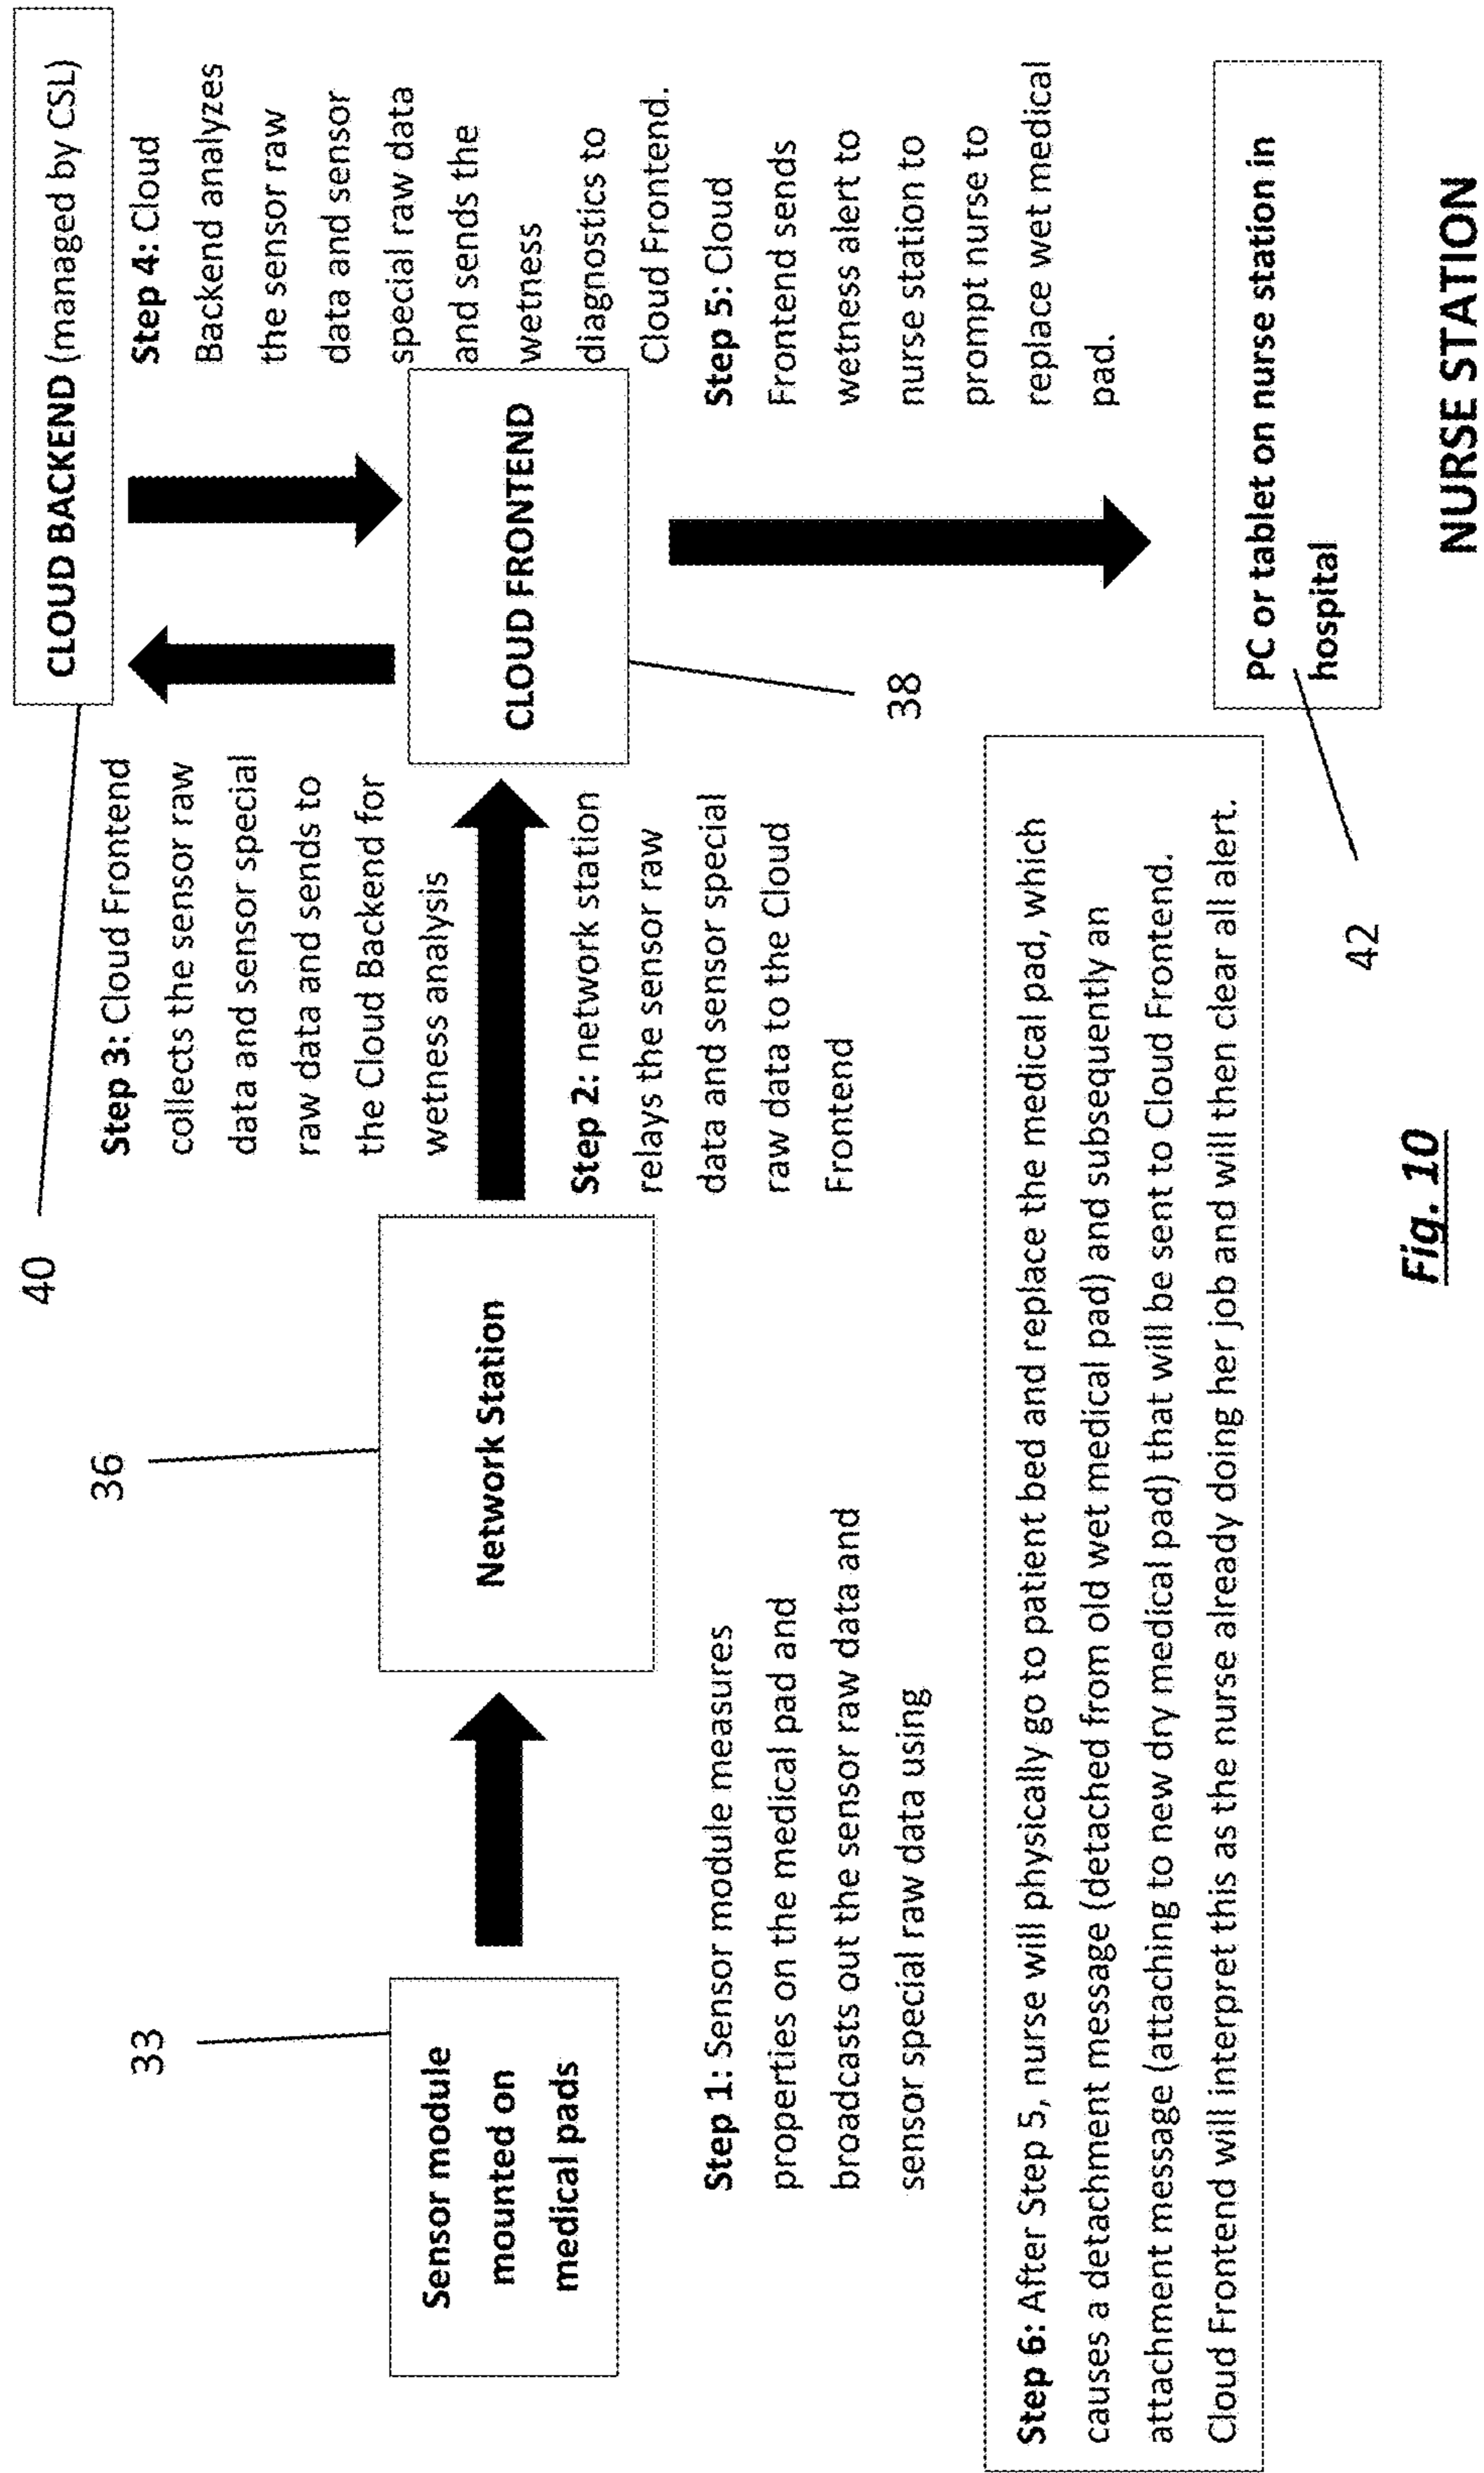 40
CLOUD BACKEND (managed by CSL)
36
33
Step 3: Cloud Frontend
collects the sensor raw
data and sensor special
raw data and sends to
the Cloud Backend for
wetness analysis
Step 4: Cloud
Backend analyzes
the sensor raw
data and sensor
special raw data
and sends the
wetness
diagnostics to
Cloud Frontend.
Sensor module
mounted on
medical pads
Network Station
CLOUD FRONTEND
38
Step 1: Sensor module measures
properties on the medical pad and
broadcasts out the sensor raw data and
sensor special raw data using
Step 2: network station
relays the sensor raw
data and sensor special
raw data to the Cloud
Frontend
Step 5: Cloud
Frontend sends
wetness alert to
nurse station to
prompt nurse to
replace wet medical
pad.
Step 6: After Step 5, nurse will physically go to patient bed and replace the medical pad, which
causes a detachment message (detached from old wet medical pad) and subsequently an
attachment message (attaching to new dry medical pad) that will be sent to Cloud Frontend.
Cloud Frontend will interpret this as the nurse already doing her job and will then clear all alert.
PC or tablet on nurse station in
hospital
42
NURSE STATION
Fig. 10